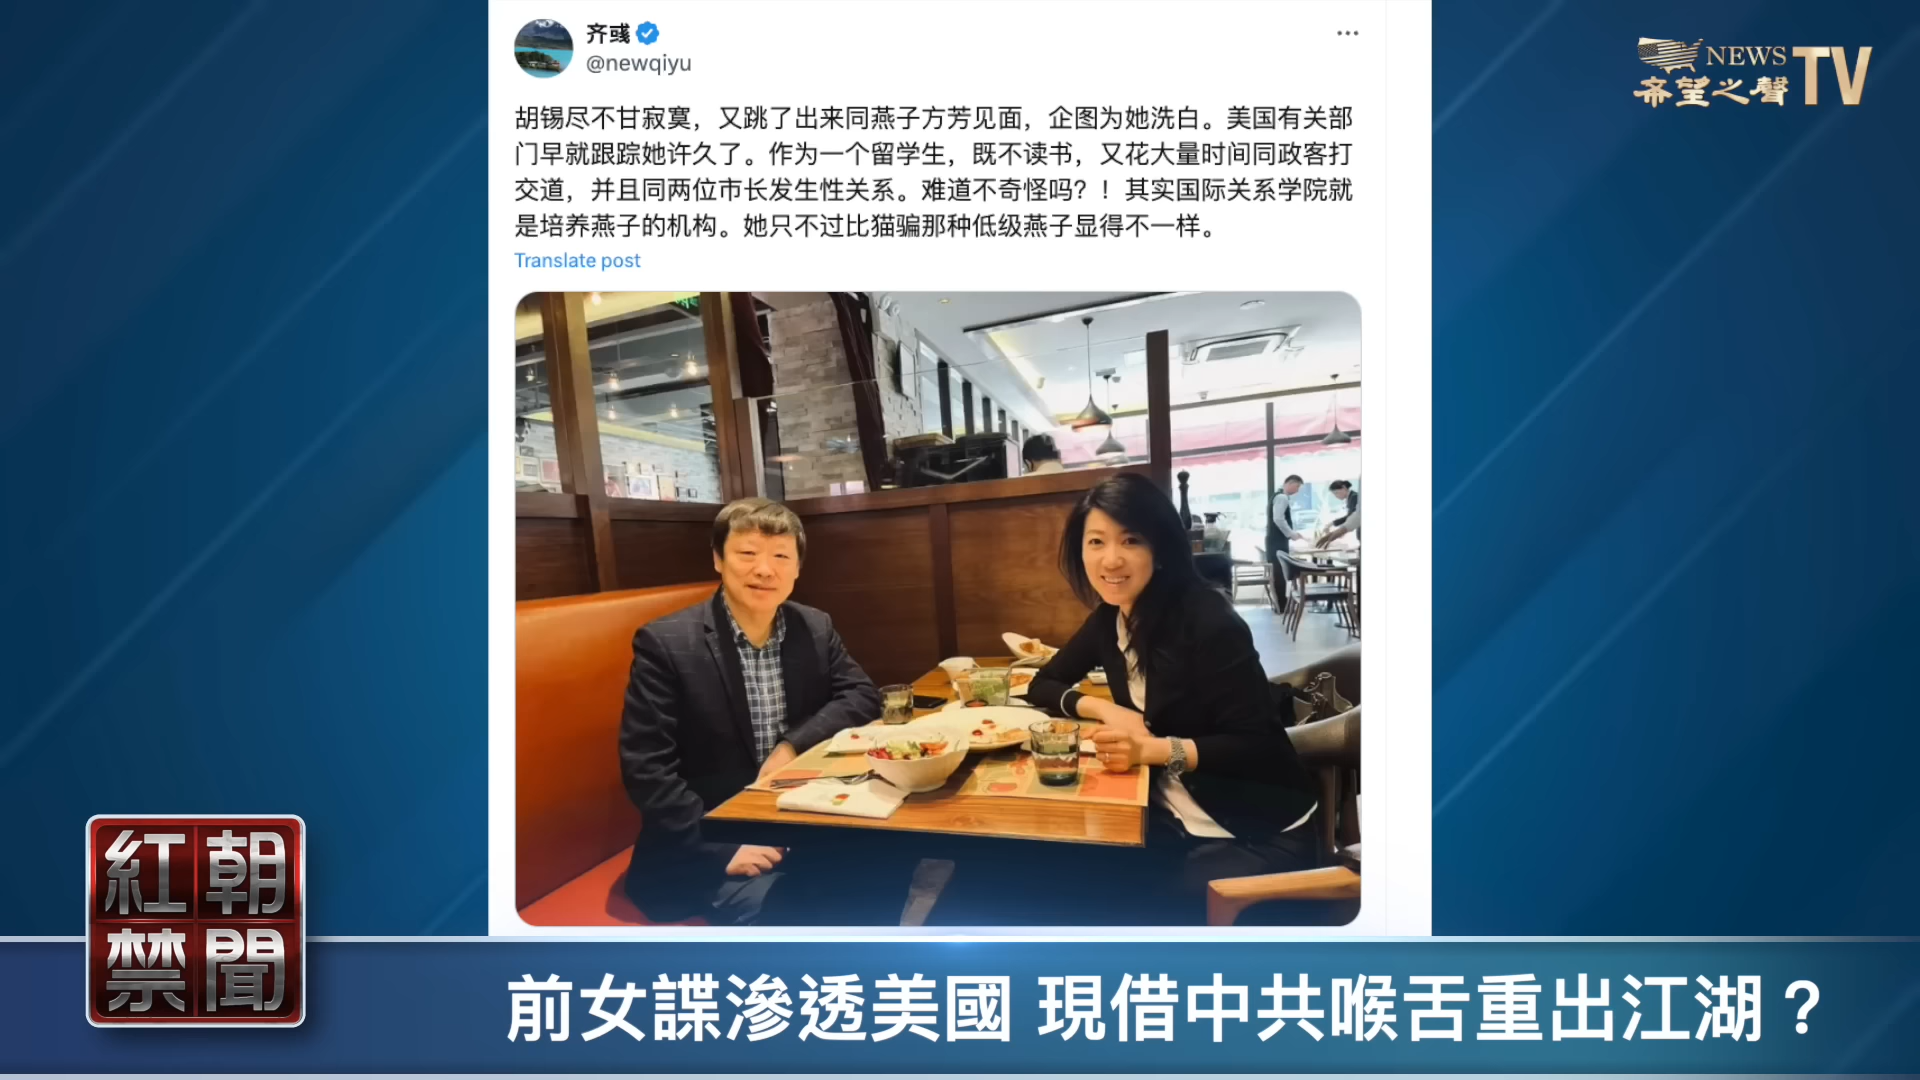 齐彧
@newqiyu
胡锡尽不甘寂寞，又跳了出来同燕子方芳见面，企图为她洗白。美国有关部
门早就跟踪她许久了。作为一个留学生，既不读书，又花大量时间同政客打
交道，并且同两位市长发生性关系。难道不奇怪吗？！其实国际关系学院就
是培养燕子的机构。她只不过比猫骗那种低级燕子显得不一样。
Translate post
NEWS
希望之聲TV
紅朝
禁聞
前女諜滲透美國 現借中共喉舌重出江湖？